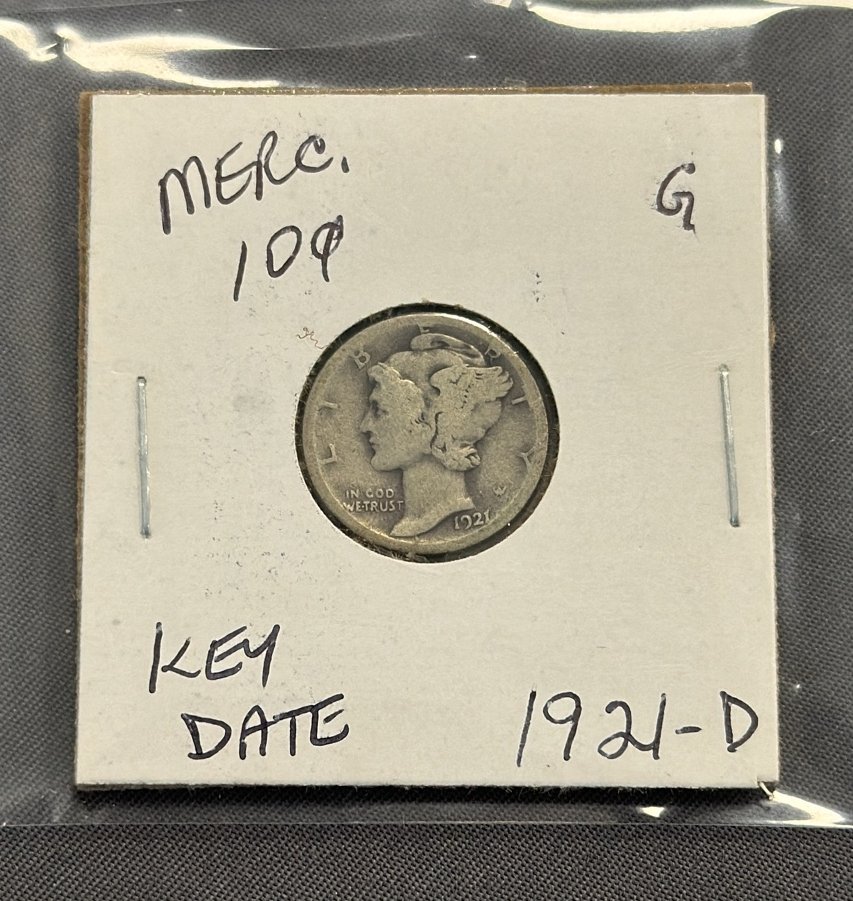 MERC.
10¢
G
LIBERTY
IN GOD
WE TRUST
1921
KEY
DATE
1921-D